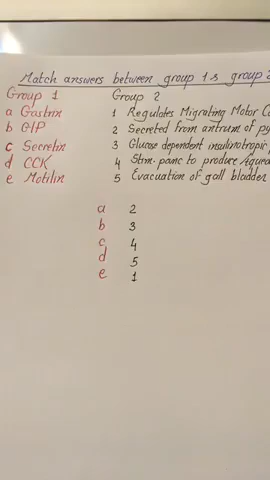 Match answers between group 1 & group 2
Group 1 Group 2
a Gastrin 1 Regulates Migrating Motor
b GIP 2 Secreted from antrum of
c Secretin 3 Glucose dependent insulinotropic
d CCK 4 Stm. panc to produce
e Motilin 5 Evacuation of gall bladder
a 2
b 3
c 4
d 5
e 1